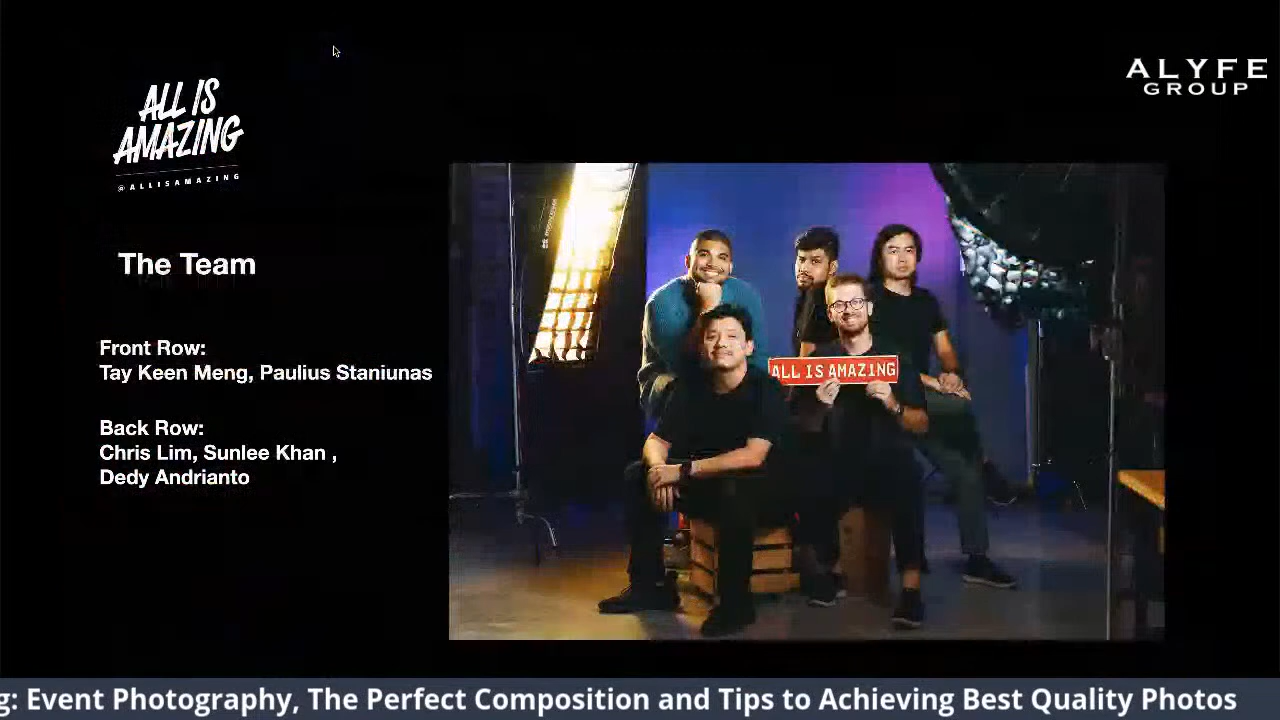 ALL IS
AMAZING
@ALLISAMAZING
ALYFE
GROUP
The Team
Front Row:
Tay Keen Meng, Paulius Staniunas
Back Row:
Chris Lim, Sunlee Khan ,
Dedy Andrianto
ALL IS AMAZING
g: Event Photography, The Perfect Composition and Tips to Achieving Best Quality Photos